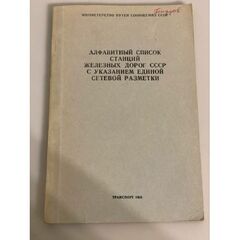 МИНИСТЕРСТВО ПУТЕЙ СООБЩЕНИЯ СССР
АЛФАВИТНЫЙ СПИСОК
СТАНЦИЙ
ЖЕЛЕЗНЫХ ДОРОГ СССР
С УКАЗАНИЕМ ЕДИНОЙ
СЕТЕВОЙ РАЗМЕТКИ
ТРАНСПОРТ